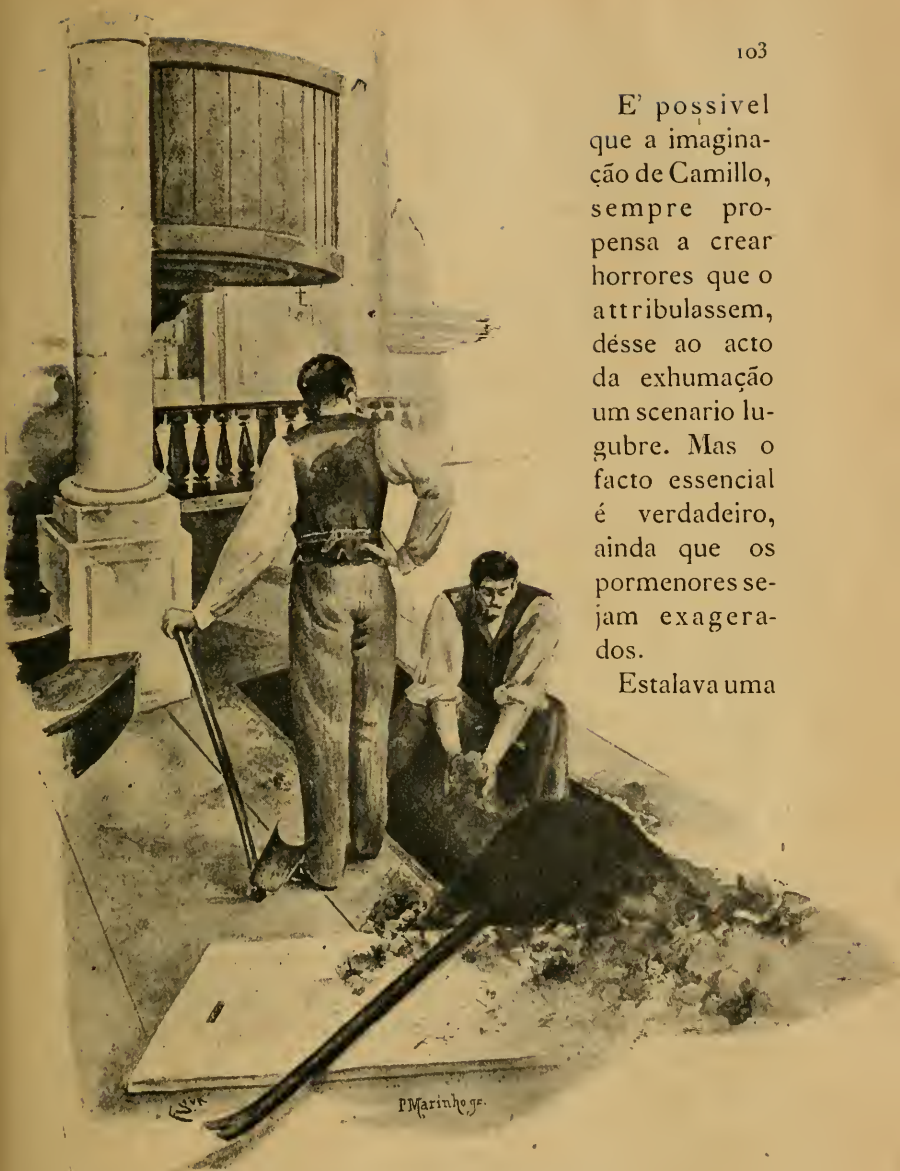 103
E' possivel
que a imagina-
ção de Camillo,
sempre pro-
pensa a crear
horrores que o
attribulassem,
désse ao acto
da exhumação
um scenario lu-
gubre. Mas o
facto essencial
é verdadeiro,
ainda que os
pormenores se-
jam exagera-
dos.
Estalava uma
P Marinho gr.